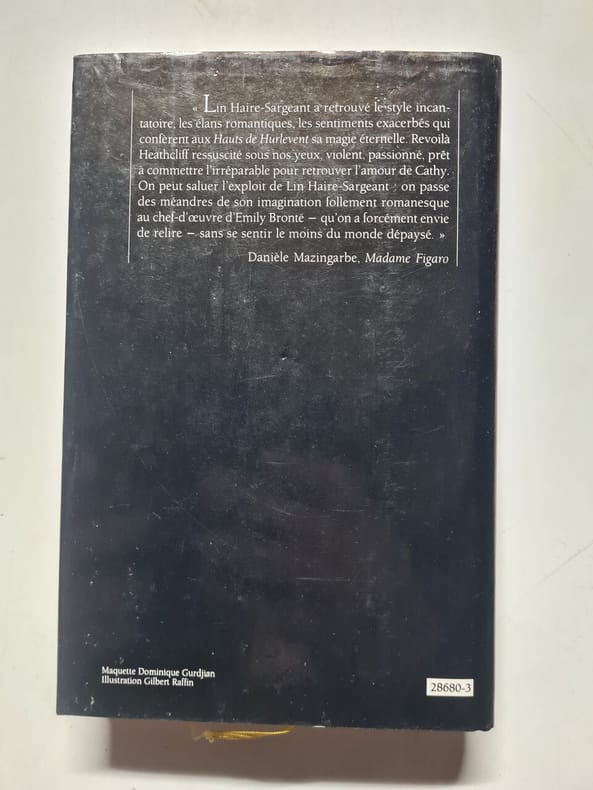 « Lin Haire-Sargeant a retrouvé le style incan-
tatoire, les élans romantiques, les sentiments exacerbés qui
confèrent aux Hauts de Hurlevent sa magie éternelle. Revoilà
Heathcliff ressuscité sous nos yeux, violent, passionné, prêt
à commettre l'irréparable pour retrouver l'amour de Cathy.
On peut saluer l'exploit de Lin Haire-Sargeant : on passe
des méandres de son imagination follement romanesque
au chef-d'œuvre d'Emily Brontë — qu'on a forcément envie
de relire — sans se sentir le moins du monde dépaysé. »
Danièle Mazingarbe, Madame Figaro
Maquette Dominique Gurdjian
Illustration Gilbert Raffin
28680-3